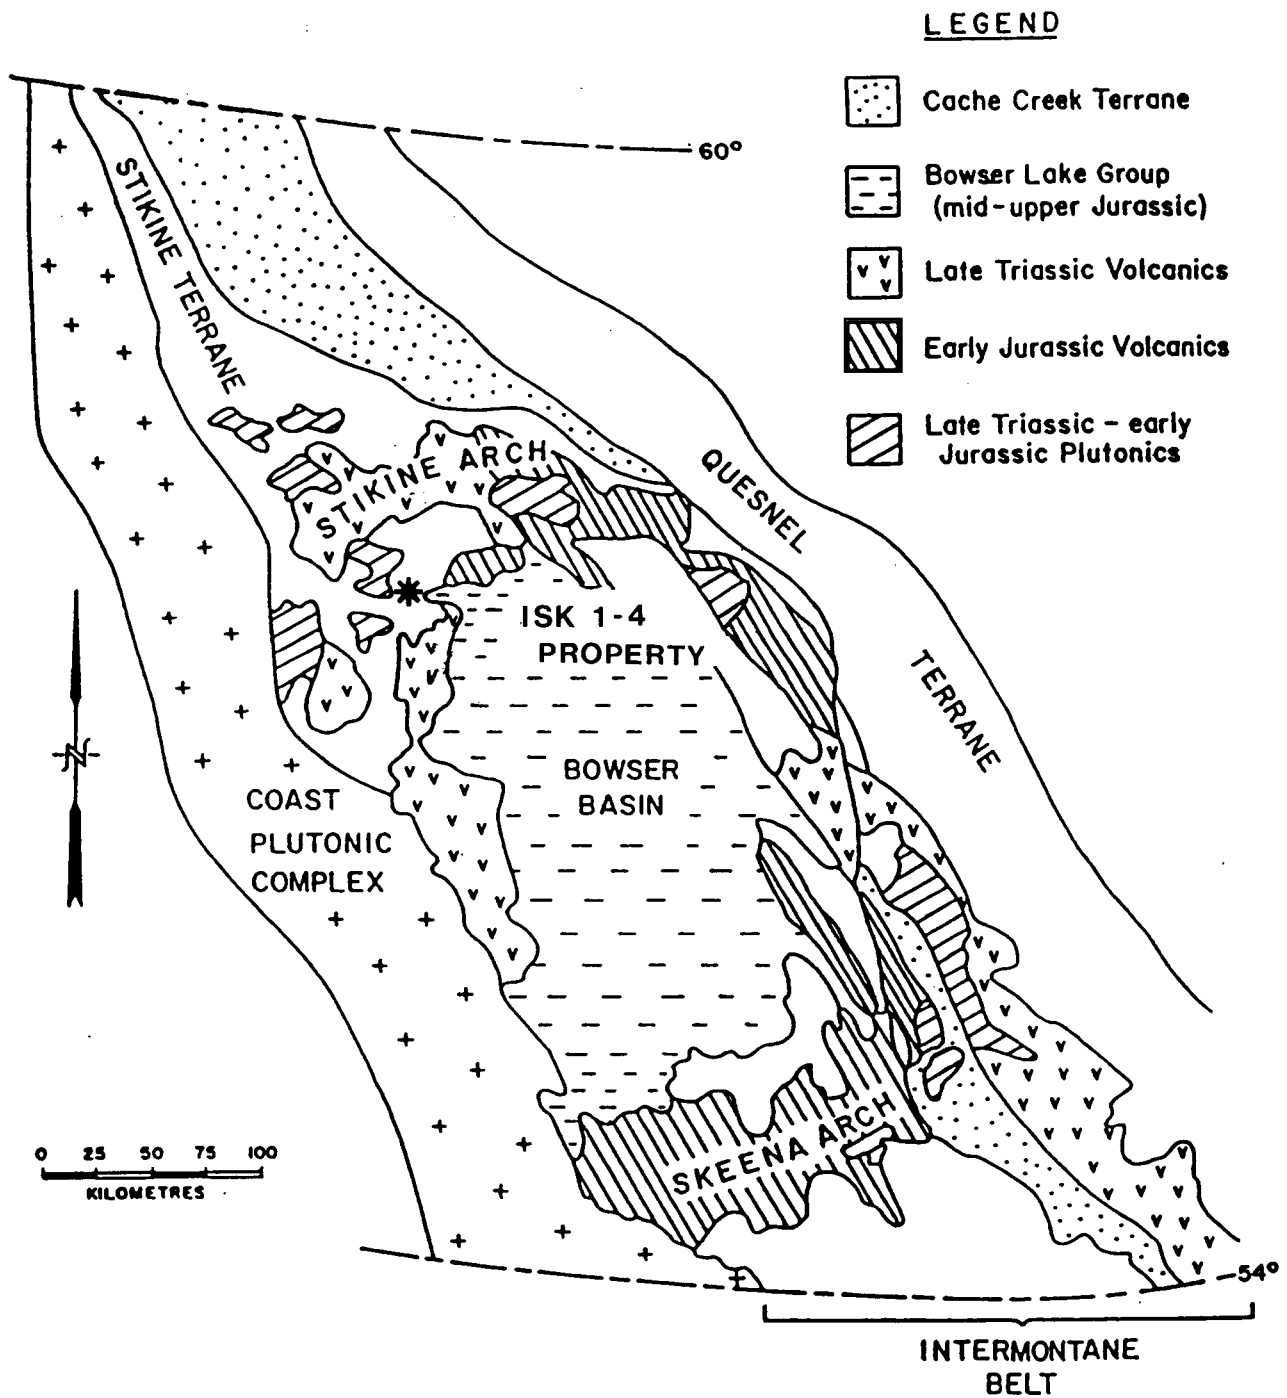 LEGEND
Cache Creek Terrane
Bowser Lake Group
(mid-upper Jurassic)
Late Triassic Volcanics
Early Jurassic Volcanics
Late Triassic - early
Jurassic Plutonics
60°
STIKINE TERRANE
STIKINE ARCH
QUESNEL
TERRANE
ISK 1-4
PROPERTY
BOWSER
BASIN
COAST
PLUTONIC
COMPLEX
N
SKEENA ARCH
0 25 50 75 100
KILOMETRES
54°
INTERMONTANE
BELT